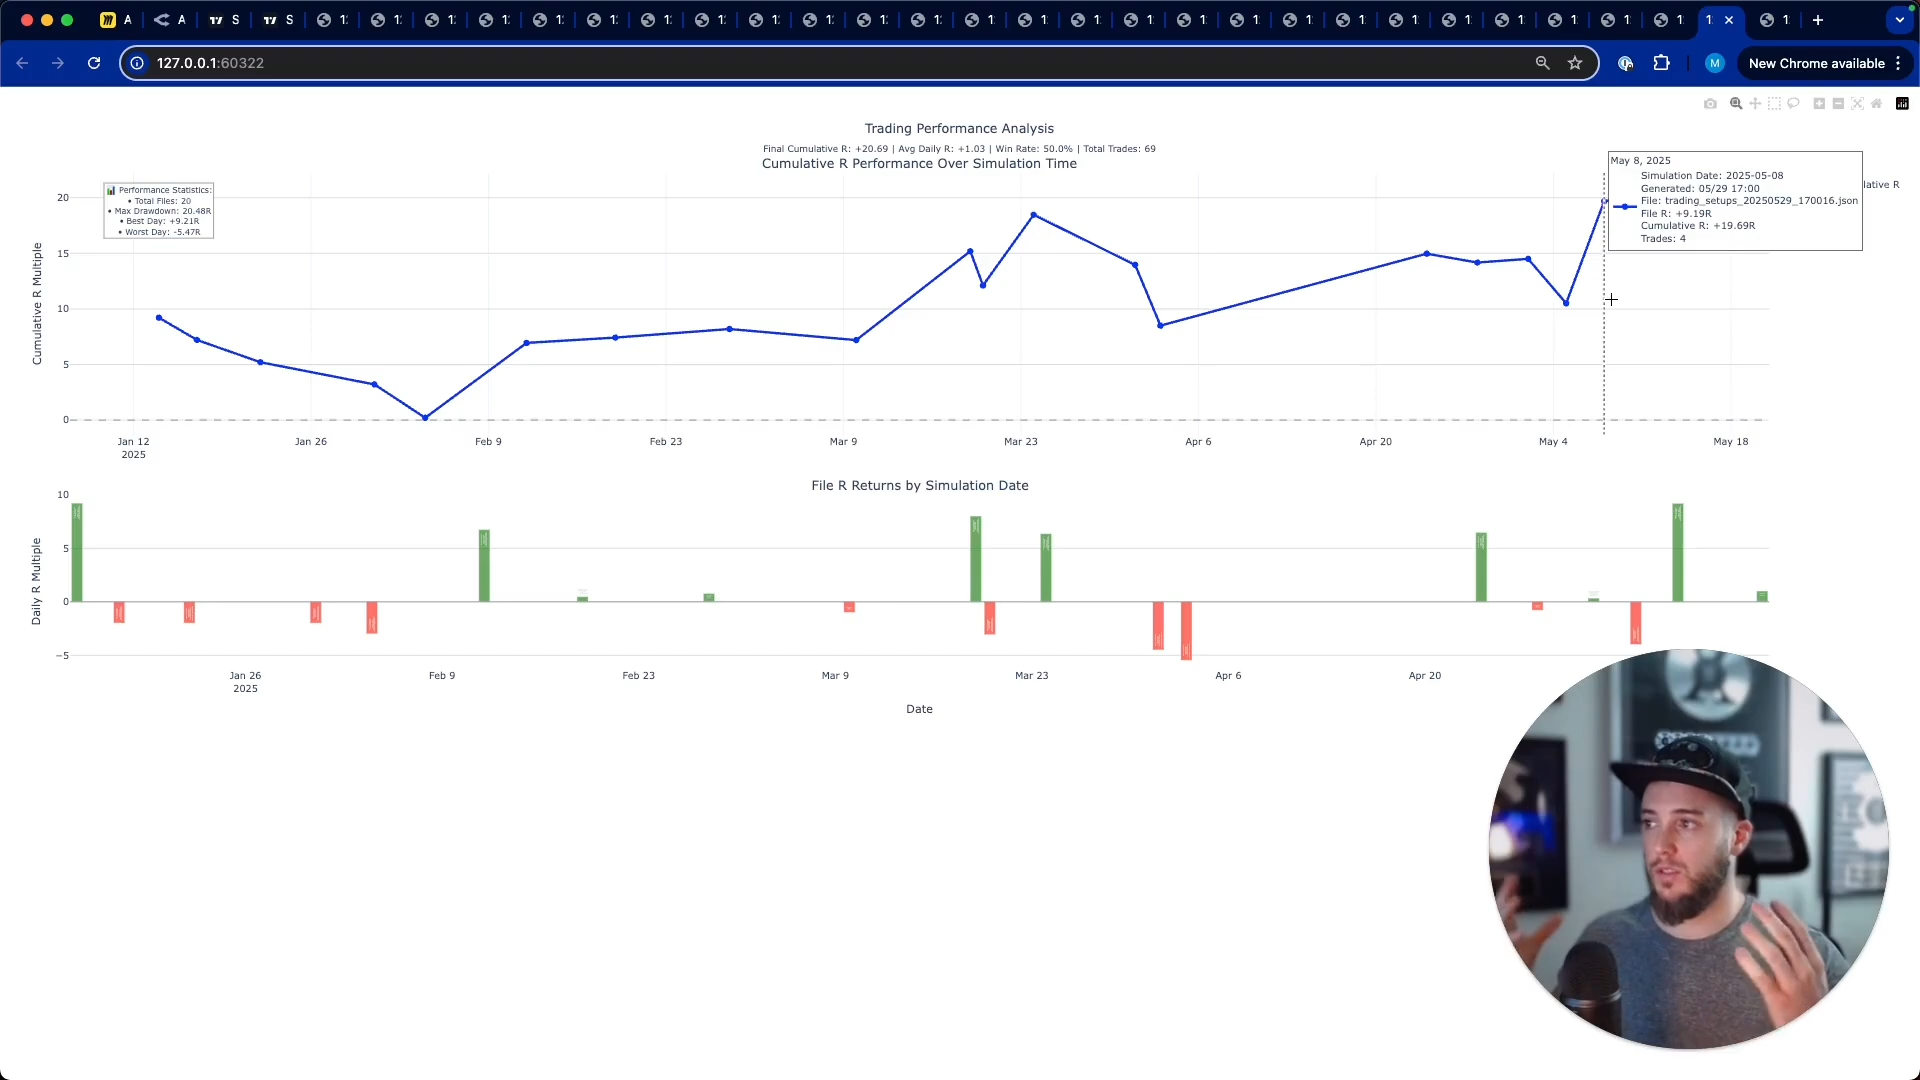 A
A
S
S
127.0.0.1:60322
New Chrome available
M
Trading Performance Analysis
Final Cumulative R: +20.69 | Avg Daily R: +1.03 | Win Rate: 50.0% | Total Trades: 69
Cumulative R Performance Over Simulation Time
📊 Performance Statistics:
• Total Files: 20
• Max Drawdown: 20.48R
• Best Day: +9.21R
• Worst Day: -5.47R
May 8, 2025
Simulation Date: 2025-05-08
Generated: 05/29 17:00
File: trading_setups_20250529_170016.json
File R: +9.19R
Cumulative R: +19.69R
Trades: 4
lative R
Cumulative R Multiple
20
15
10
5
0
Jan 12
2025
Jan 26
Feb 9
Feb 23
Mar 9
Mar 23
Apr 6
Apr 20
May 4
May 18
File R Returns by Simulation Date
Daily R Multiple
10
5
0
−5
Jan 26
2025
Feb 9
Feb 23
Mar 9
Mar 23
Apr 6
Apr 20
Date